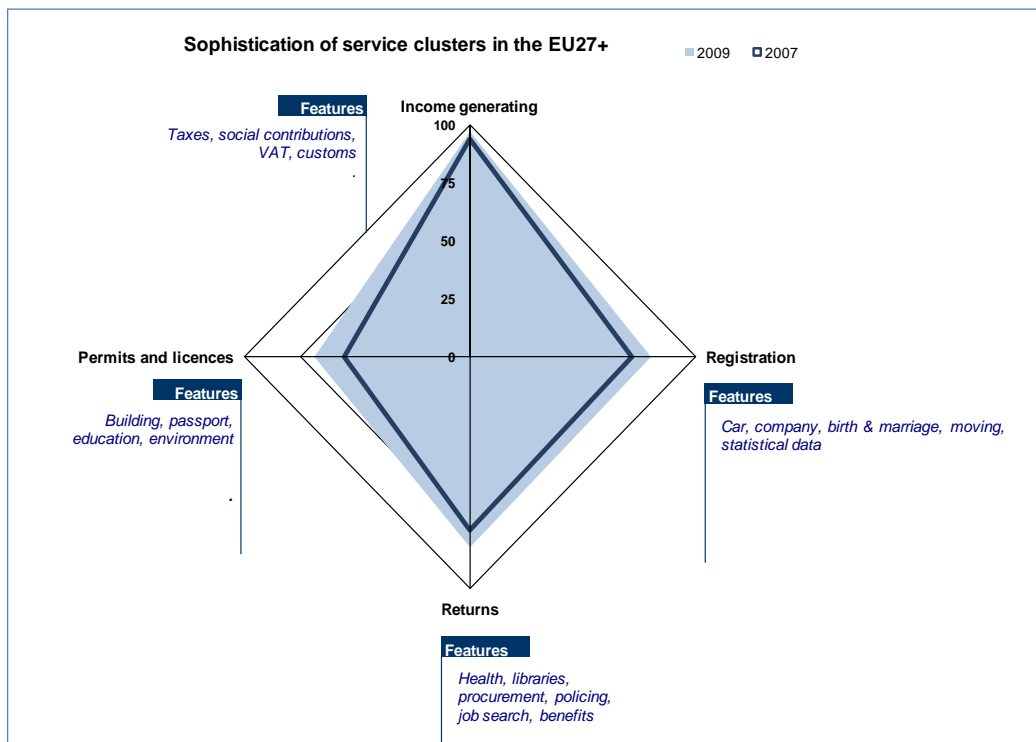 Sophistication of service clusters in the EU27+
2009
2007
Features
Taxes, social contributions,
VAT, customs
.
Income generating
100
75
50
25
0
Permits and licences
Features
Building, passport,
education, environment
.
Registration
Features
Car, company, birth & marriage, moving,
statistical data
Returns
Features
Health, libraries,
procurement, policing,
job search, benefits